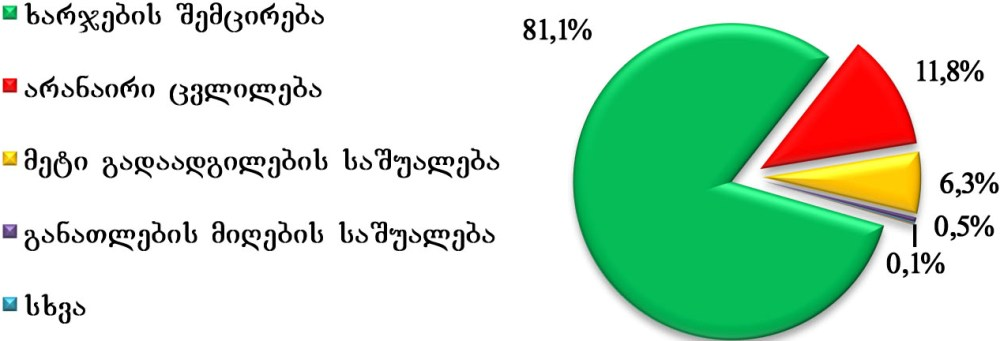 ხარჯების შემცირება
არანაირი ცვლილება
მეტი გადაადგილების საშუალება
განათლების მიღების საშუალება
სხვა
81,1%
11,8%
6,3%
0,5%
0,1%